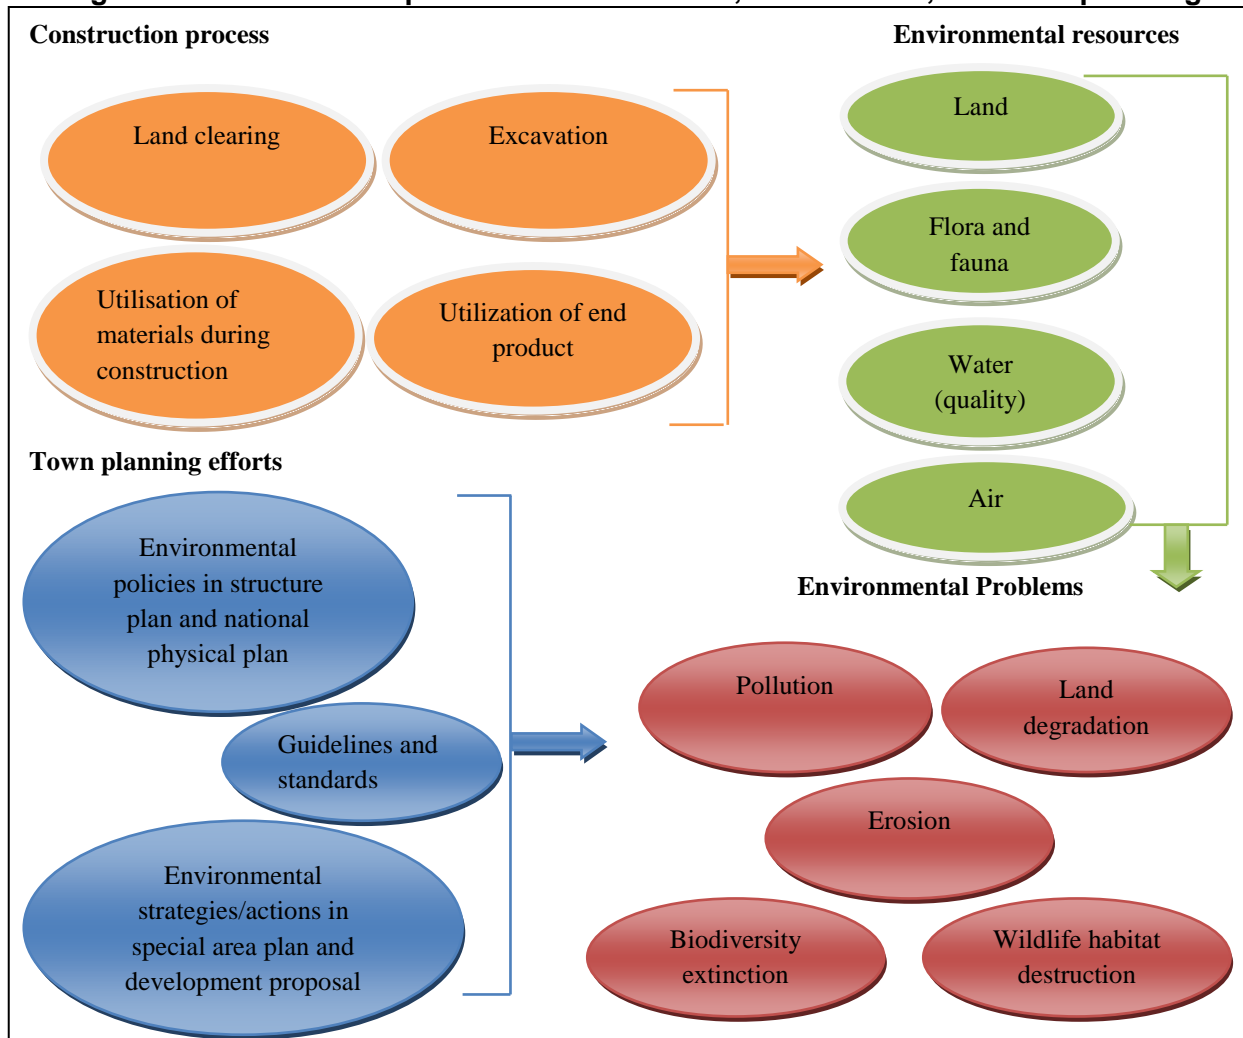 Construction process
Environmental resources
Land clearing
Excavation
Utilisation of
materials during
construction
Utilization of end
product
Land
Flora and
fauna
Water
(quality)
Air
Town planning efforts
Environmental
policies in structure
plan and national
physical plan
Guidelines and
standards
Environmental
strategies/actions in
special area plan and
development proposal
Environmental Problems
Pollution
Land
degradation
Erosion
Biodiversity
extinction
Wildlife habitat
destruction